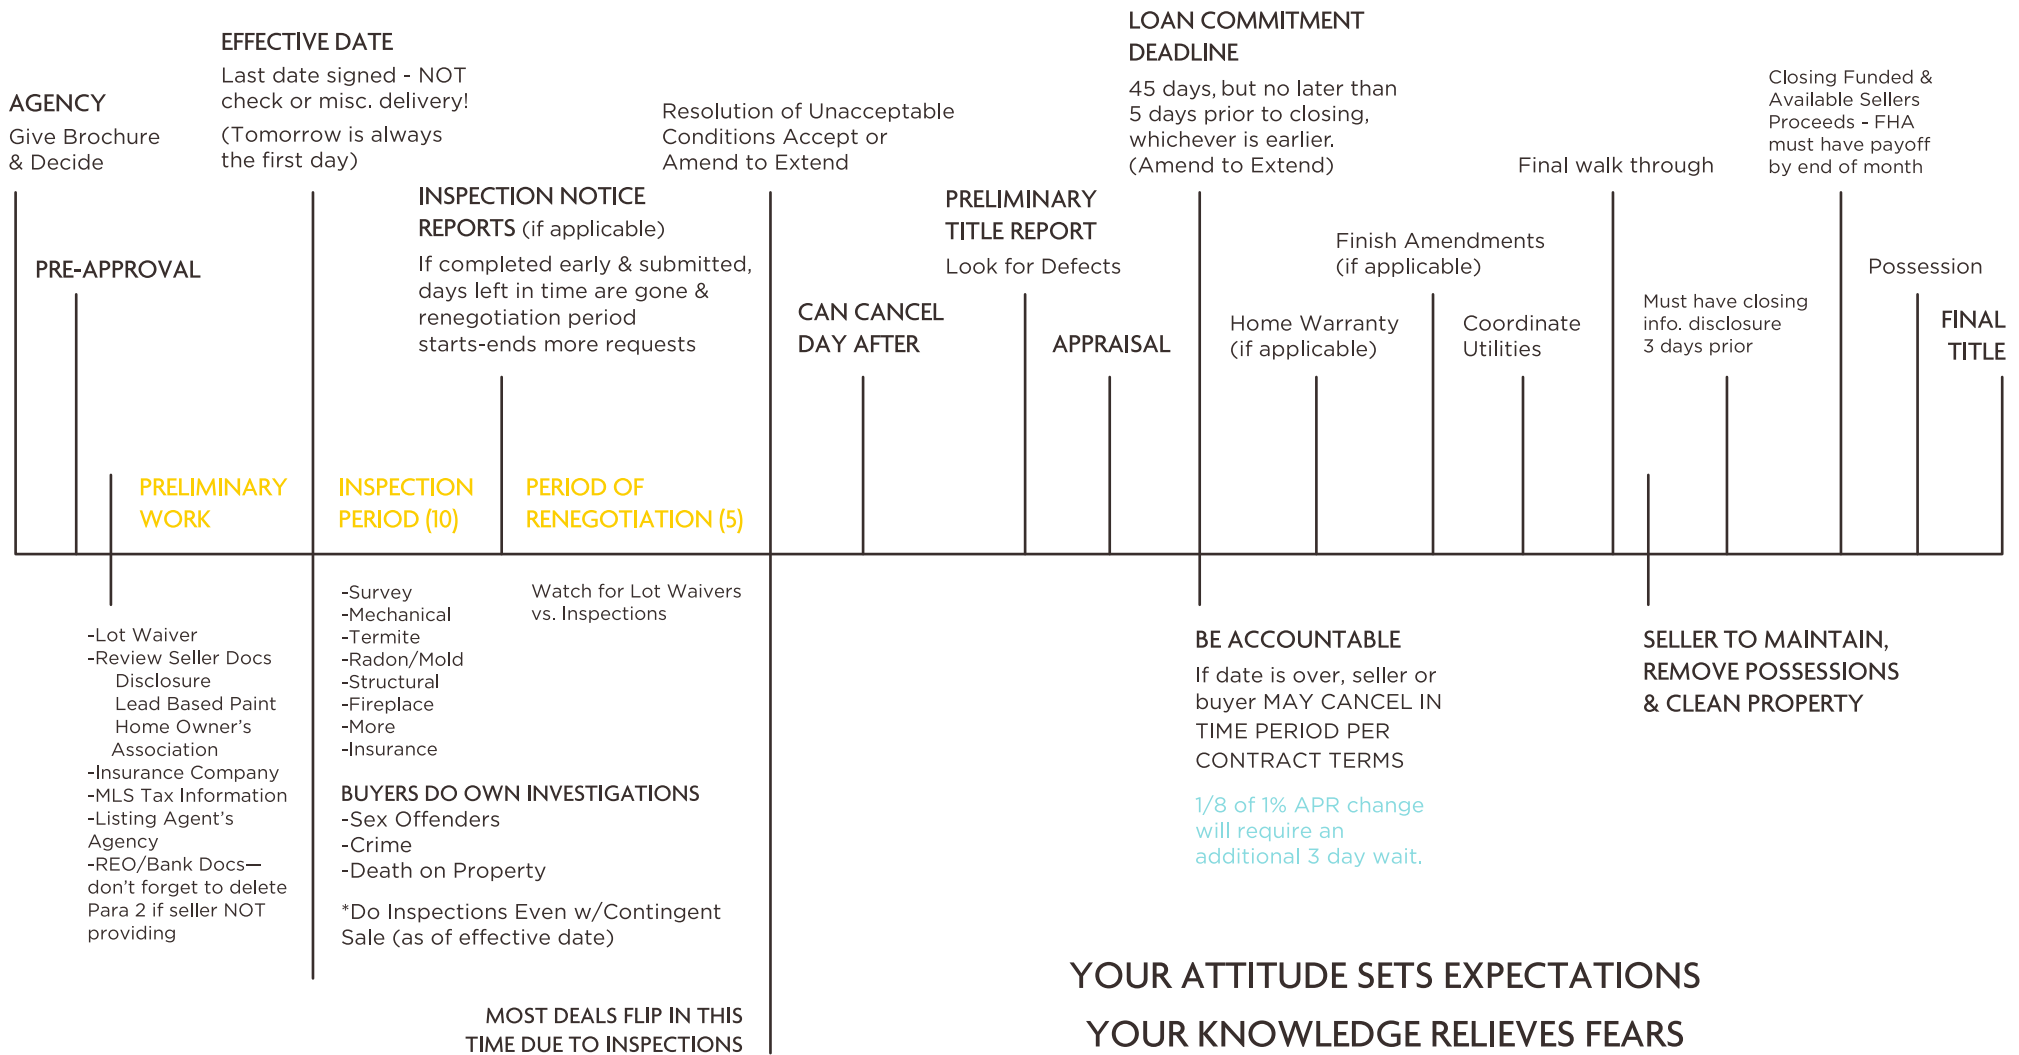 AGENCY
Give Brochure
& Decide
PRE-APPROVAL
EFFECTIVE DATE
Last date signed - NOT
check or misc. delivery!
(Tomorrow is always
the first day)
INSPECTION NOTICE
REPORTS (if applicable)
If completed early & submitted,
days left in time are gone &
renegotiation period
starts-ends more requests
Resolution of Unacceptable
Conditions Accept or
Amend to Extend
CAN CANCEL
DAY AFTER
PRELIMINARY
TITLE REPORT
Look for Defects
APPRAISAL
LOAN COMMITMENT
DEADLINE
45 days, but no later than
5 days prior to closing,
whichever is earlier.
(Amend to Extend)
Home Warranty
(if applicable)
Finish Amendments
(if applicable)
Coordinate
Utilities
Final walk through
Must have closing
info. disclosure
3 days prior
Closing Funded &
Available Sellers
Proceeds - FHA
must have payoff
by end of month
Possession
FINAL
TITLE
PRELIMINARY
WORK
INSPECTION
PERIOD (10)
PERIOD OF
RENEGOTIATION (5)
-Lot Waiver
-Review Seller Docs
Disclosure
Lead Based Paint
Home Owner's
Association
-Insurance Company
-MLS Tax Information
-Listing Agent's
Agency
-REO/Bank Docs—
don't forget to delete
Para 2 if seller NOT
providing
-Survey
-Mechanical
-Termite
-Radon/Mold
-Structural
-Fireplace
-More
-Insurance
BUYERS DO OWN INVESTIGATIONS
-Sex Offenders
-Crime
-Death on Property
*Do Inspections Even w/Contingent
Sale (as of effective date)
MOST DEALS FLIP IN THIS
TIME DUE TO INSPECTIONS
Watch for Lot Waivers
vs. Inspections
BE ACCOUNTABLE
If date is over, seller or
buyer MAY CANCEL IN
TIME PERIOD PER
CONTRACT TERMS
1/8 of 1% APR change
will require an
additional 3 day wait.
SELLER TO MAINTAIN,
REMOVE POSSESSIONS
& CLEAN PROPERTY
YOUR ATTITUDE SETS EXPECTATIONS
YOUR KNOWLEDGE RELIEVES FEARS